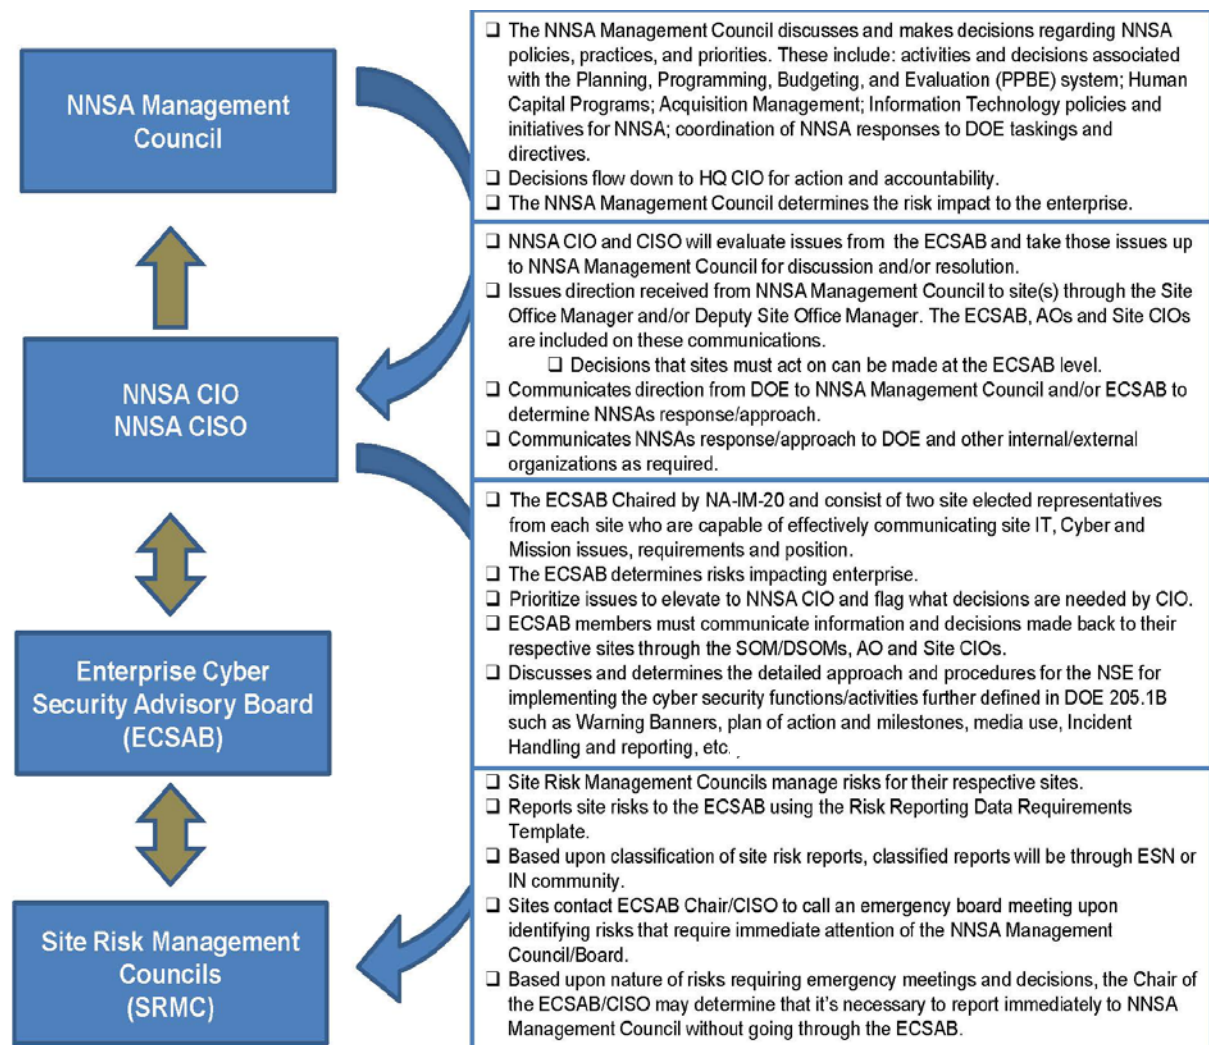 NNSA Management
Council
❑ The NNSA Management Council discusses and makes decisions regarding NNSA
policies, practices, and priorities. These include: activities and decisions associated
with the Planning, Programming, Budgeting, and Evaluation (PPBE) system; Human
Capital Programs; Acquisition Management; Information Technology policies and
initiatives for NNSA; coordination of NNSA responses to DOE taskings and
directives.
❑ Decisions flow down to HQ CIO for action and accountability.
❑ The NNSA Management Council determines the risk impact to the enterprise.
NNSA CIO
NNSA CISO
❑ NNSA CIO and CISO will evaluate issues from the ECSAB and take those issues up
to NNSA Management Council for discussion and/or resolution.
❑ Issues direction received from NNSA Management Council to site(s) through the Site
Office Manager and/or Deputy Site Office Manager. The ECSAB, AOs and Site CIOs
are included on these communications.
❑ Decisions that sites must act on can be made at the ECSAB level.
❑ Communicates direction from DOE to NNSA Management Council and/or ECSAB to
determine NNSAs response/approach.
❑ Communicates NNSAs response/approach to DOE and other internal/external
organizations as required.
Enterprise Cyber
Security Advisory Board
(ECSAB)
❑ The ECSAB Chaired by NA-IM-20 and consist of two site elected representatives
from each site who are capable of effectively communicating site IT, Cyber and
Mission issues, requirements and position.
❑ The ECSAB determines risks impacting enterprise.
❑ Prioritize issues to elevate to NNSA CIO and flag what decisions are needed by CIO.
❑ ECSAB members must communicate information and decisions made back to their
respective sites through the SOM/DSOMs, AO and Site CIOs.
❑ Discusses and determines the detailed approach and procedures for the NSE for
implementing the cyber security functions/activities further defined in DOE 205.1B
such as Warning Banners, plan of action and milestones, media use, Incident
Handling and reporting, etc.
Site Risk Management
Councils
(SRMC)
❑ Site Risk Management Councils manage risks for their respective sites.
❑ Reports site risks to the ECSAB using the Risk Reporting Data Requirements
Template.
❑ Based upon classification of site risk reports, classified reports will be through ESN or
IN community.
❑ Sites contact ECSAB Chair/CISO to call an emergency board meeting upon
identifying risks that require immediate attention of the NNSA Management
Council/Board.
❑ Based upon nature of risks requiring emergency meetings and decisions, the Chair of
the ECSAB/CISO may determine that it's necessary to report immediately to NNSA
Management Council without going through the ECSAB.